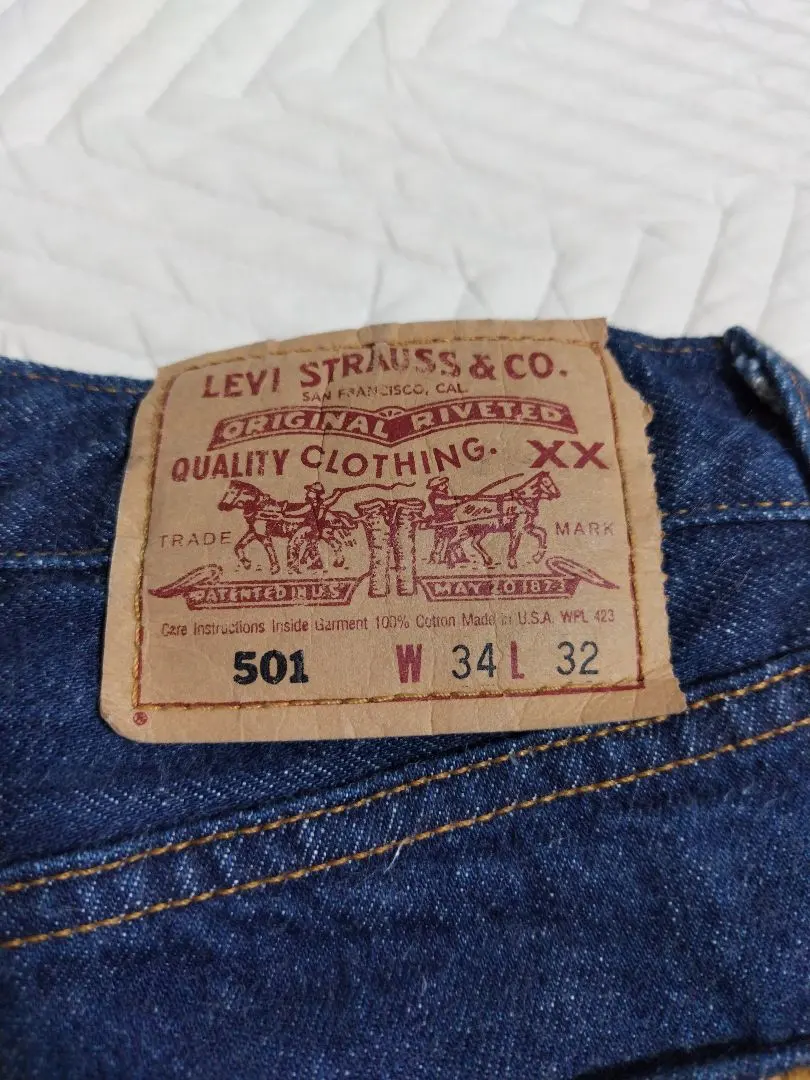 LEVI STRAUSS & CO.
SAN FRANCISCO, CAL.
ORIGINAL RIVETED
QUALITY CLOTHING. XX
TRADE MARK
PATENTED IN U.S. MAY 20 1873
Care Instructions Inside Garment 100% Cotton Made in U.S.A. WPL 423
501 W 34 L 32
®